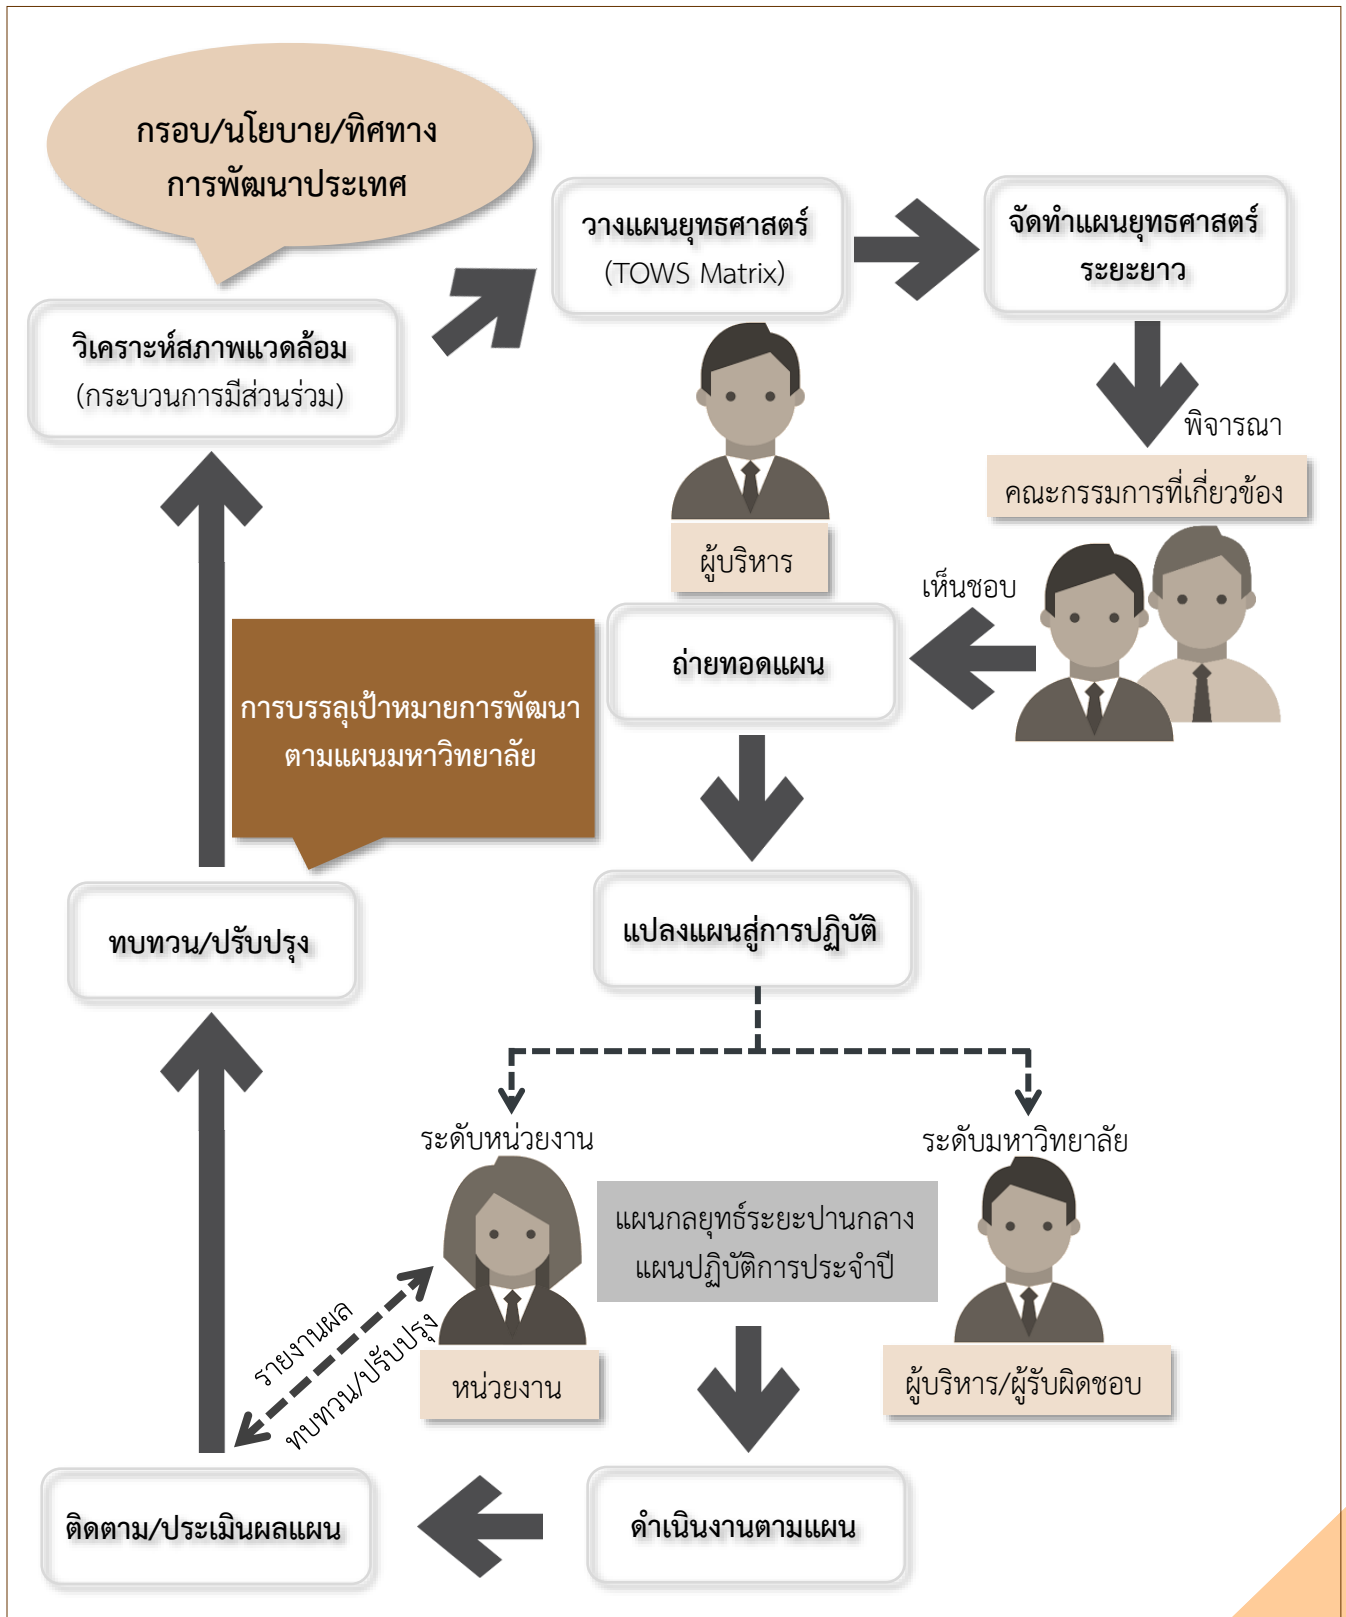 กรอบ/นโยบาย/ทิศทาง
การพัฒนาประเทศ
วิเคราะห์สภาพแวดล้อม
(กระบวนการมีส่วนร่วม)
วางแผนยุทธศาสตร์
(TOWS Matrix)
จัดทำแผนยุทธศาสตร์
ระยะยาว
พิจารณา
คณะกรรมการที่เกี่ยวข้อง
ผู้บริหาร
เห็นชอบ
ถ่ายทอดแผน
การบรรลุเป้าหมายการพัฒนา
ตามแผนมหาวิทยาลัย
ทบทวน/ปรับปรุง
แปลงแผนสู่การปฏิบัติ
ระดับหน่วยงาน
ระดับมหาวิทยาลัย
แผนกลยุทธ์ระยะปานกลาง
แผนปฏิบัติการประจำปี
รายงานผล
ทบทวน/ปรับปรุง
หน่วยงาน
ผู้บริหาร/ผู้รับผิดชอบ
ติดตาม/ประเมินผลแผน
ดำเนินงานตามแผน